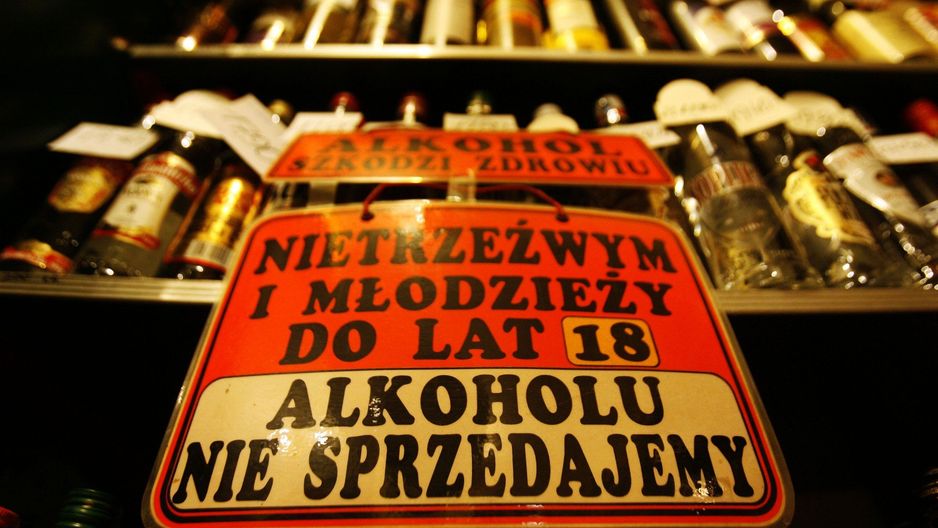 ALKOHOL
SZKODZI ZDROWIU
NIETRZEŹWYM
I MŁODZIEŻY
DO LAT 18
ALKOHOLU
NIE SPRZEDAJEMY